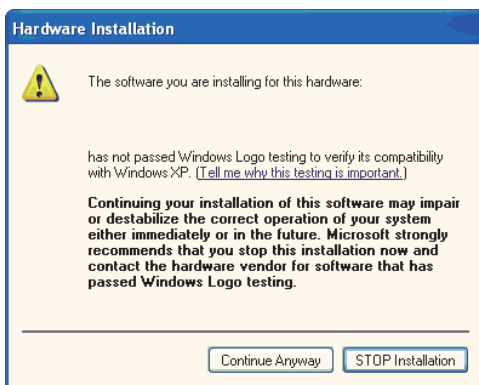 Hardware Installation
The software you are installing for this hardware:
has not passed Windows Logo testing to verify its compatibility
with Windows XP. (Tell me why this testing is important.)
Continuing your installation of this software may impair
or destabilize the correct operation of your system
either immediately or in the future. Microsoft strongly
recommends that you stop this installation now and
contact the hardware vendor for software that has
passed Windows Logo testing.
Continue Anyway
STOP Installation